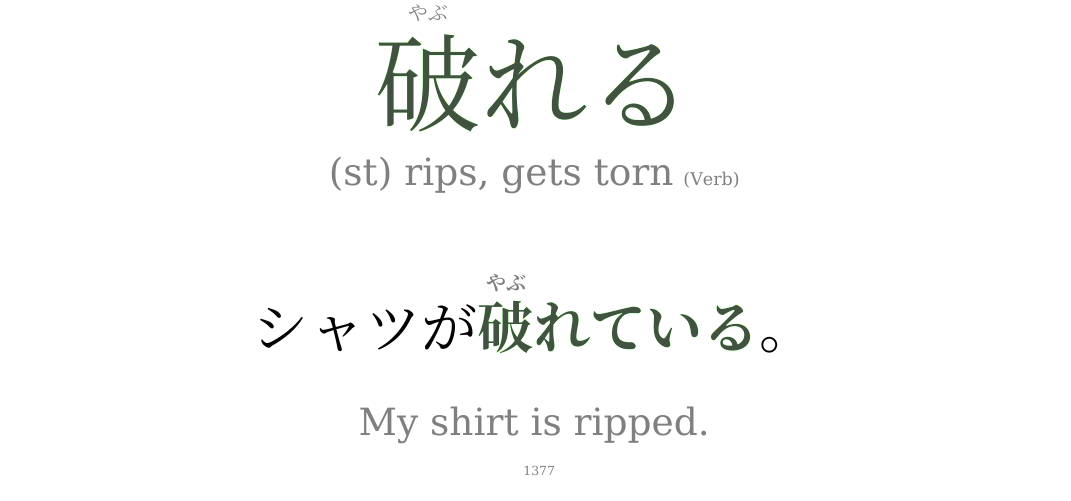 やぶ
破れる
(st) rips, gets torn (Verb)
やぶ
シャツが破れている。
My shirt is ripped.
1377